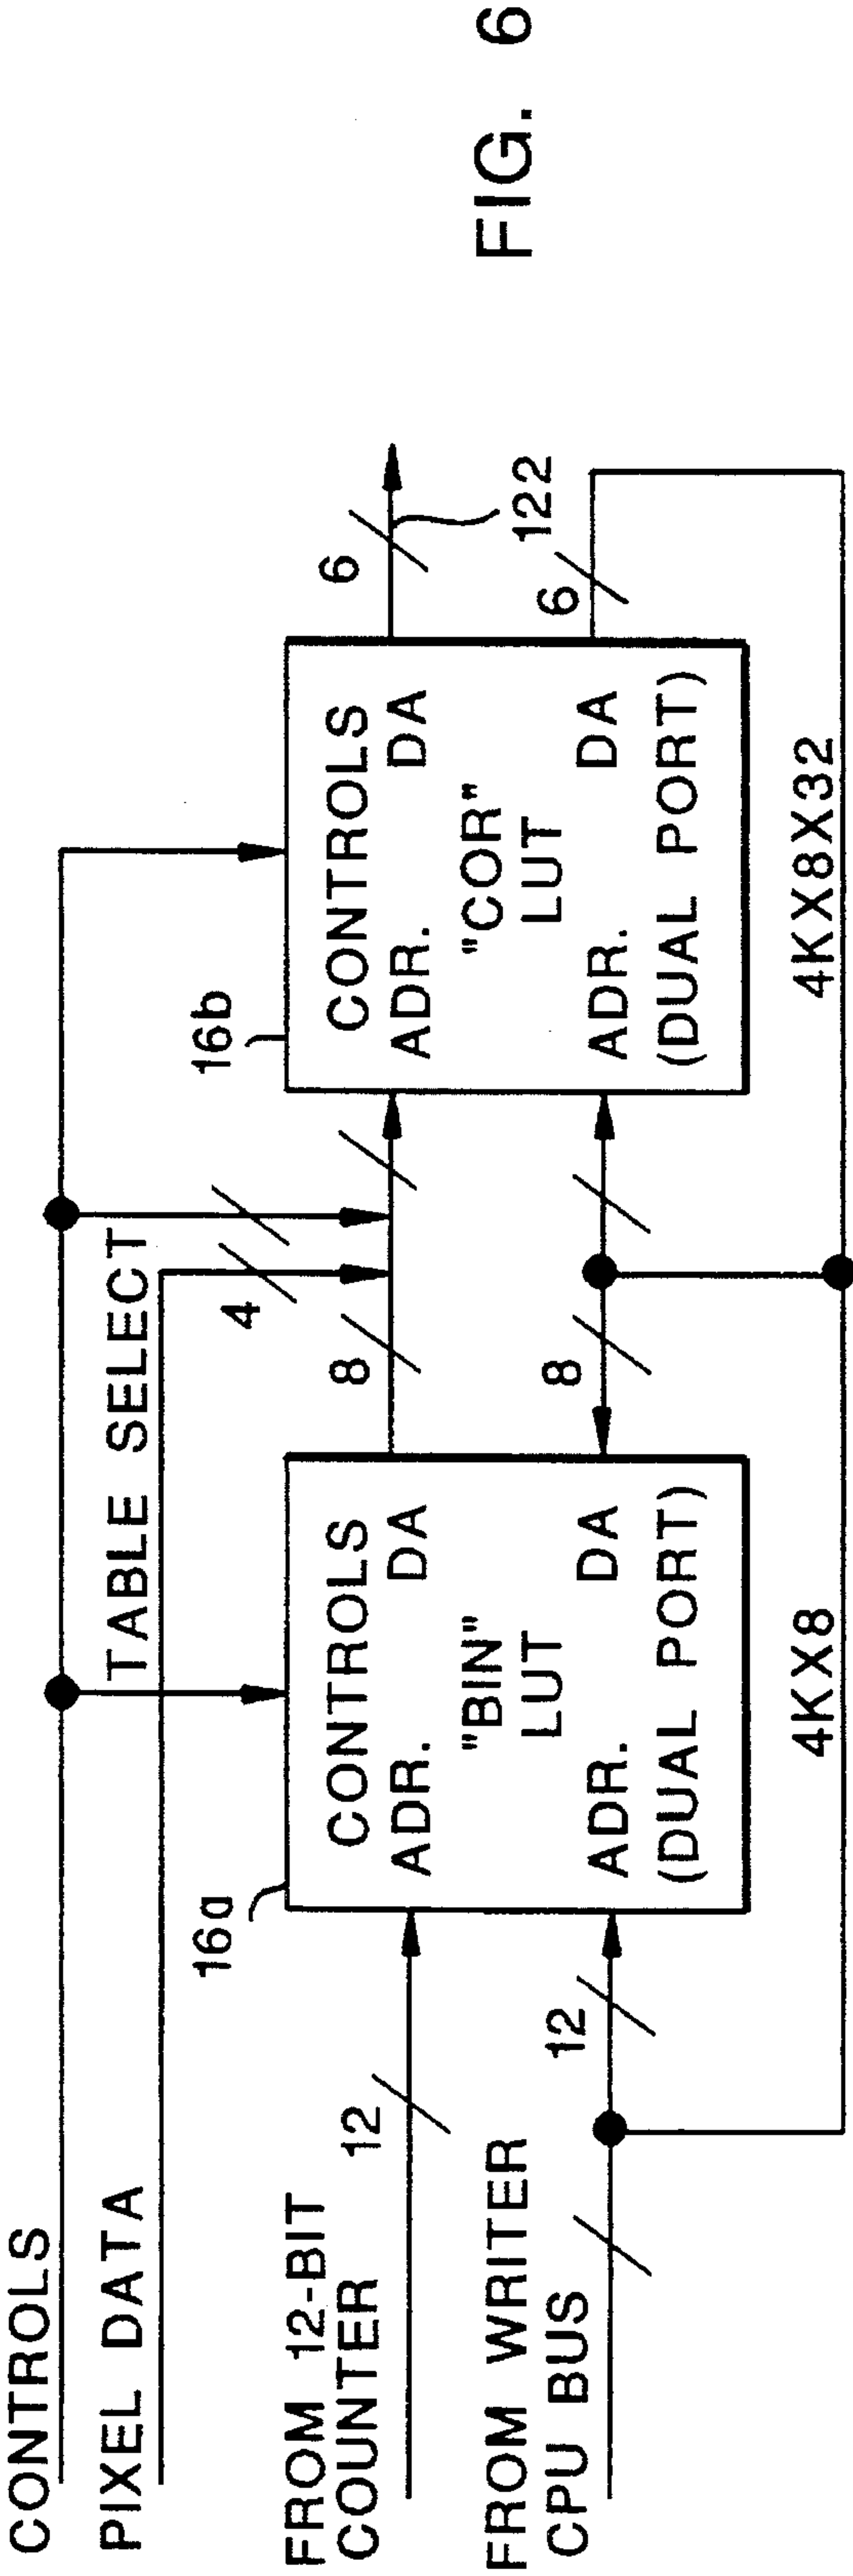 CONTROLS
TABLE SELECT
PIXEL DATA
4
16a
16b
CONTROLS
ADR. DA
"BIN"
LUT
ADR. DA
(DUAL PORT)
CONTROLS
ADR. DA
"COR"
LUT
ADR. DA
(DUAL PORT)
FROM 12-BIT
COUNTER
12
8
6
122
FROM WRITER
CPU BUS
12
8
6
4KX8
4KX8X32
FIG. 6